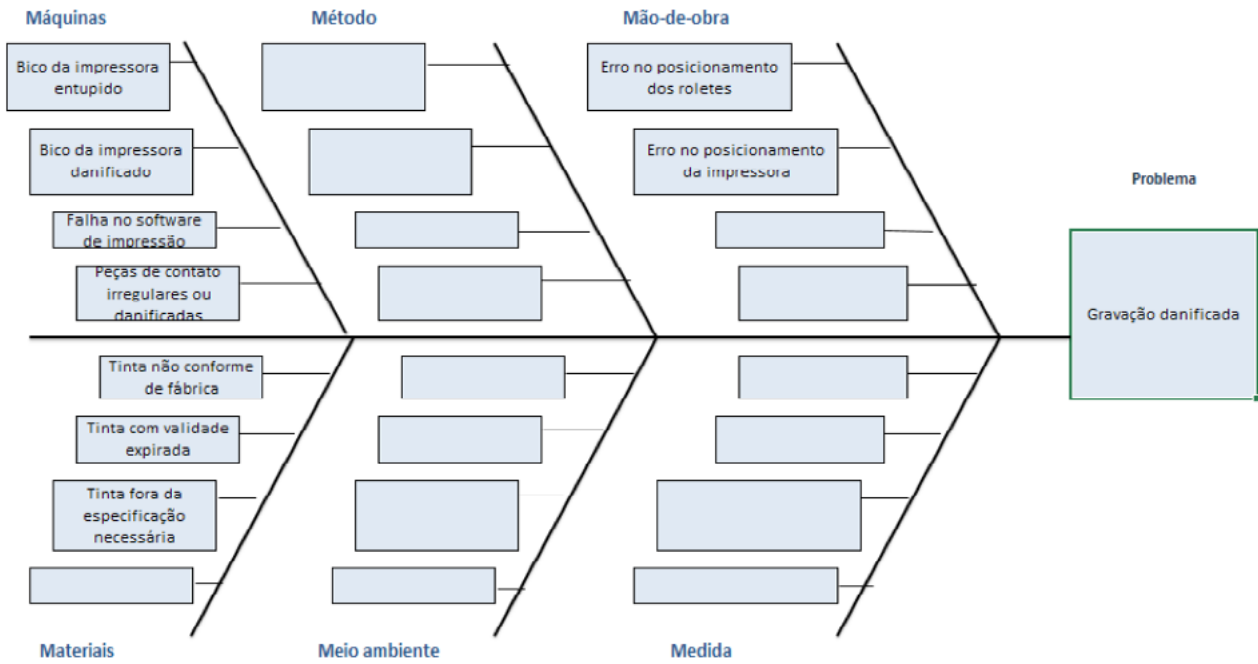 Máquinas
Método
Mão-de-obra
Bico da impressora
entupido
Erro no posicionamento
dos roletes
Bico da impressora
danificado
Erro no posicionamento
da impressora
Problema
Falha no software
de impressão
Peças de contato
irregulares ou
danificadas
Gravação danificada
Tinta não conforme
de fábrica
Tinta com validade
expirada
Tinta fora da
especificação
necessária
Materiais
Meio ambiente
Medida